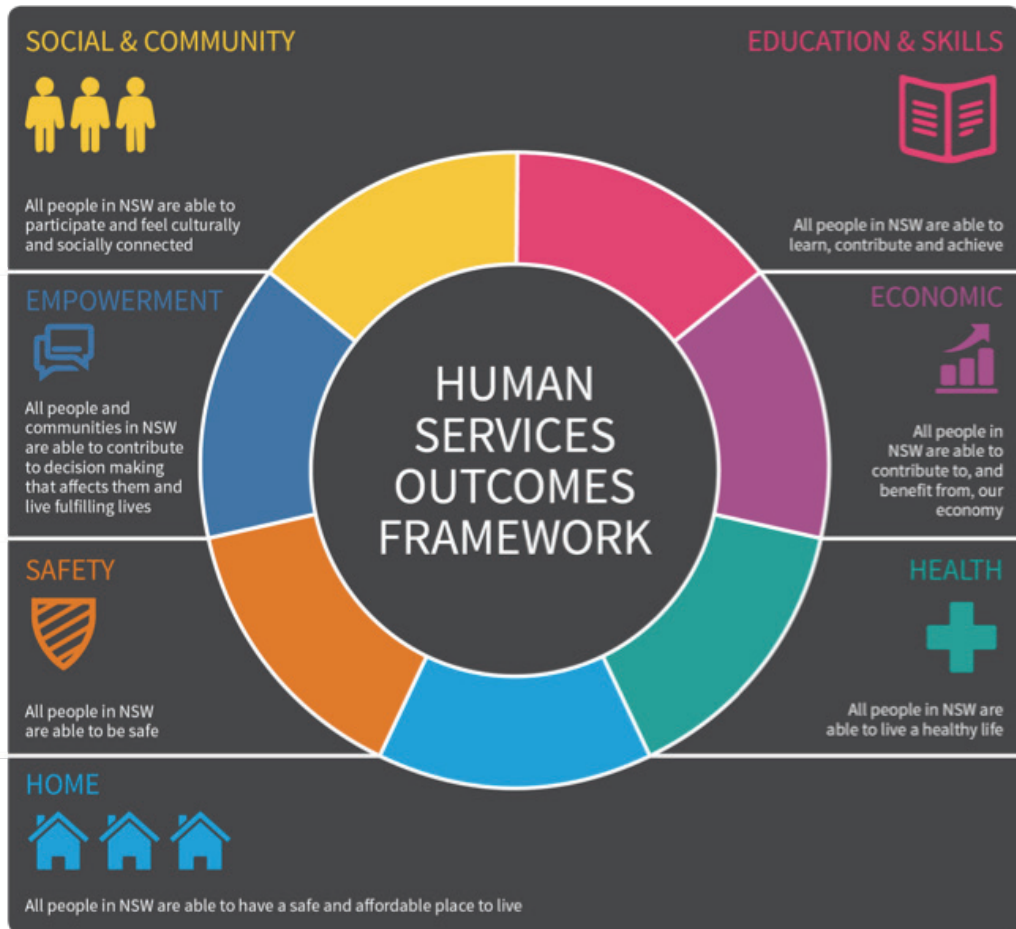 SOCIAL & COMMUNITY
All people in NSW are able to
participate and feel culturally
and socially connected
EDUCATION & SKILLS
All people in NSW are able to
learn, contribute and achieve
EMPOWERMENT
All people and
communities in NSW
are able to contribute
to decision making
that affects them and
live fulfilling lives
HUMAN
SERVICES
OUTCOMES
FRAMEWORK
ECONOMIC
All people in
NSW are able to
contribute to, and
benefit from, our
economy
SAFETY
All people in NSW
are able to be safe
HEALTH
All people in NSW are
able to live a healthy life
HOME
All people in NSW are able to have a safe and affordable place to live